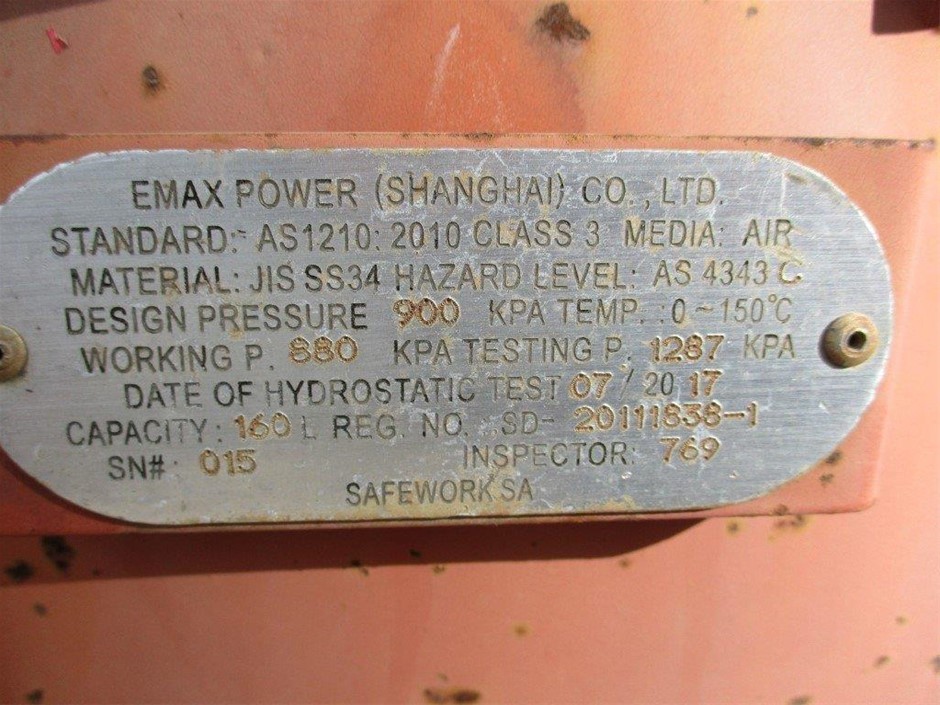 EMAX POWER (SHANGHAI) CO., LTD.
STANDARD: AS1210: 2010 CLASS 3 MEDIA: AIR
MATERIAL: JIS SS34 HAZARD LEVEL: AS 4343 C
DESIGN PRESSURE 900 KPA TEMP. :0~150°C
WORKING P. 880 KPA TESTING P. 1287 KPA
DATE OF HYDROSTATIC TEST 07/2017
CAPACITY: 160 L REG. NO. SD- 20111838-1
SN#: 015 INSPECTOR: 769
SAFEWORK SA